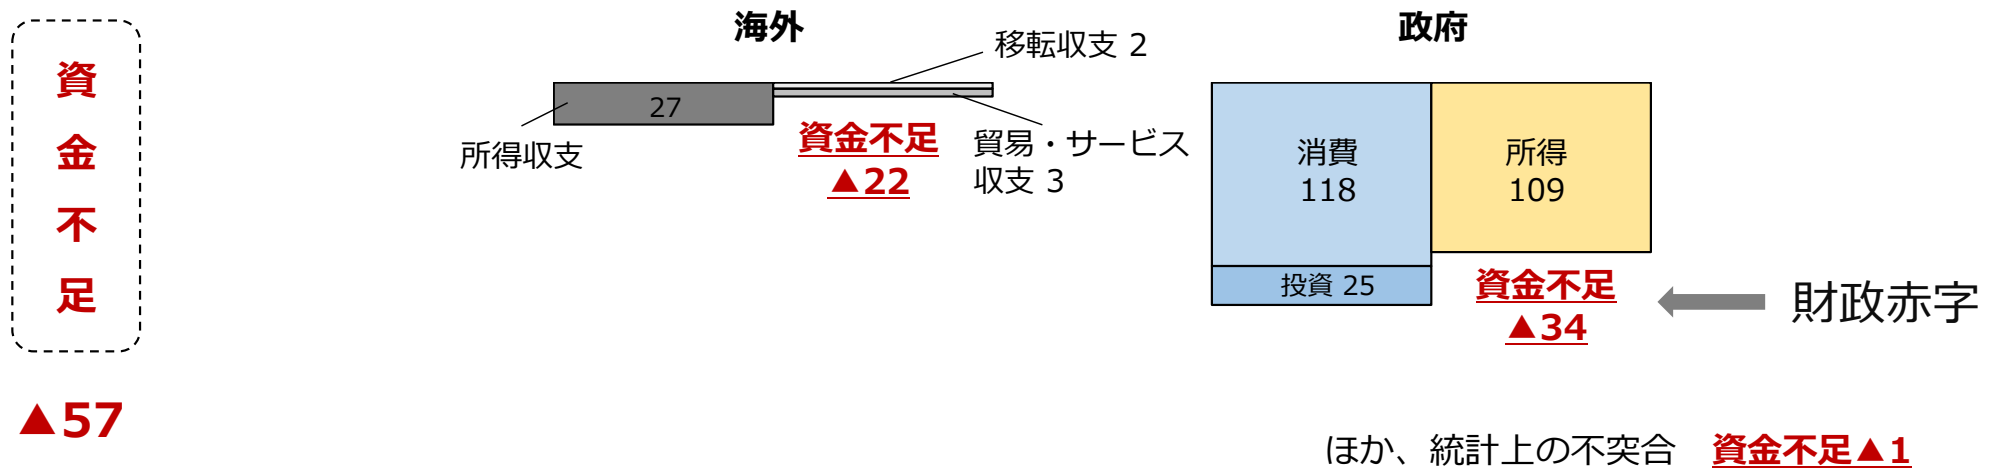 資
金
不
足
▲57
海外
移転収支 2
27
所得収支
資金不足
▲22
貿易・サービス
収支 3
政府
消費
118
所得
109
投資 25
資金不足
▲34
財政赤字
ほか、統計上の不突合　資金不足▲1